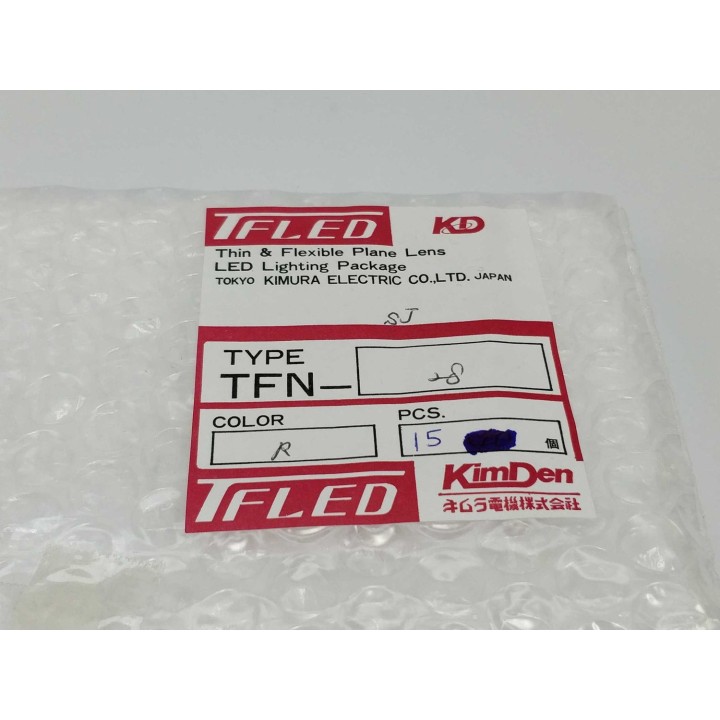 TFLED KD
Thin & Flexible Plane Lens
LED Lighting Package
TOKYO KIMURA ELECTRIC CO.,LTD. JAPAN
SJ
TYPE
TFN- 28
COLOR PCS.
R 15 個
TFLED KimDen
キムラ電機株式会社